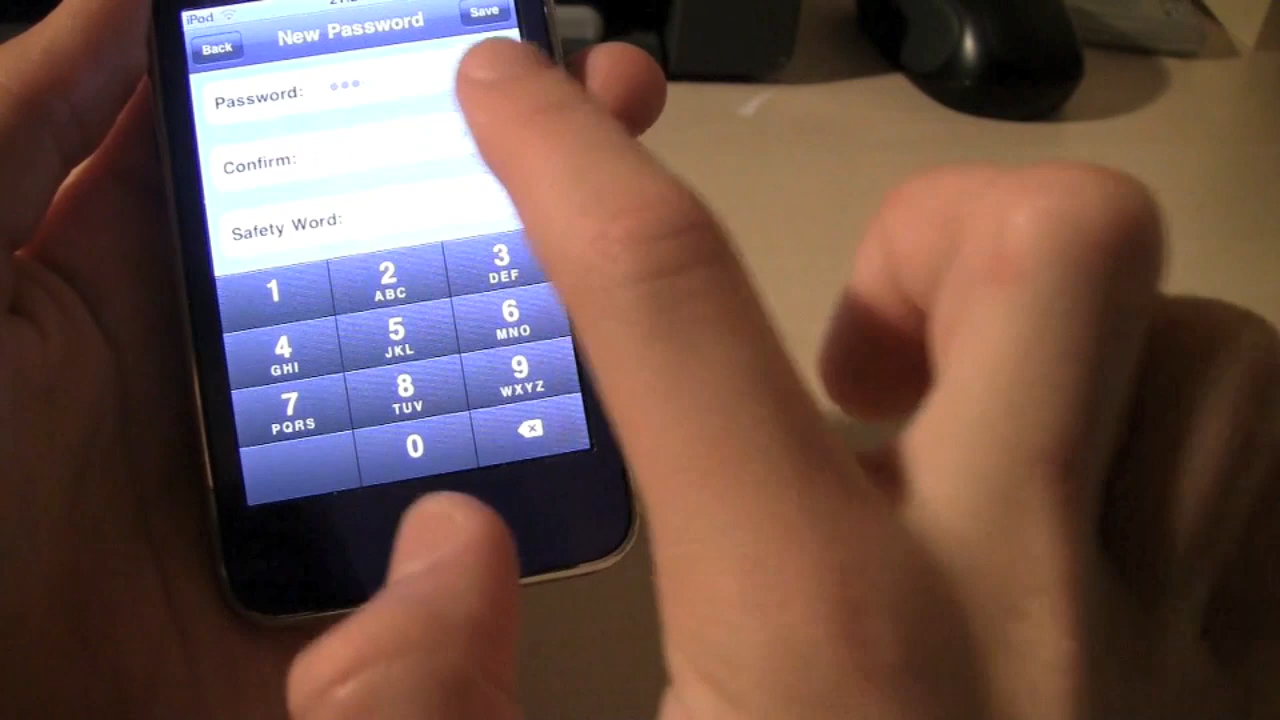 iPod
Back New Password Save
Password:
Confirm:
Safety Word:
1 2 ABC 3 DEF
4 GHI 5 JKL 6 MNO
7 PQRS 8 TUV 9 WXYZ
0